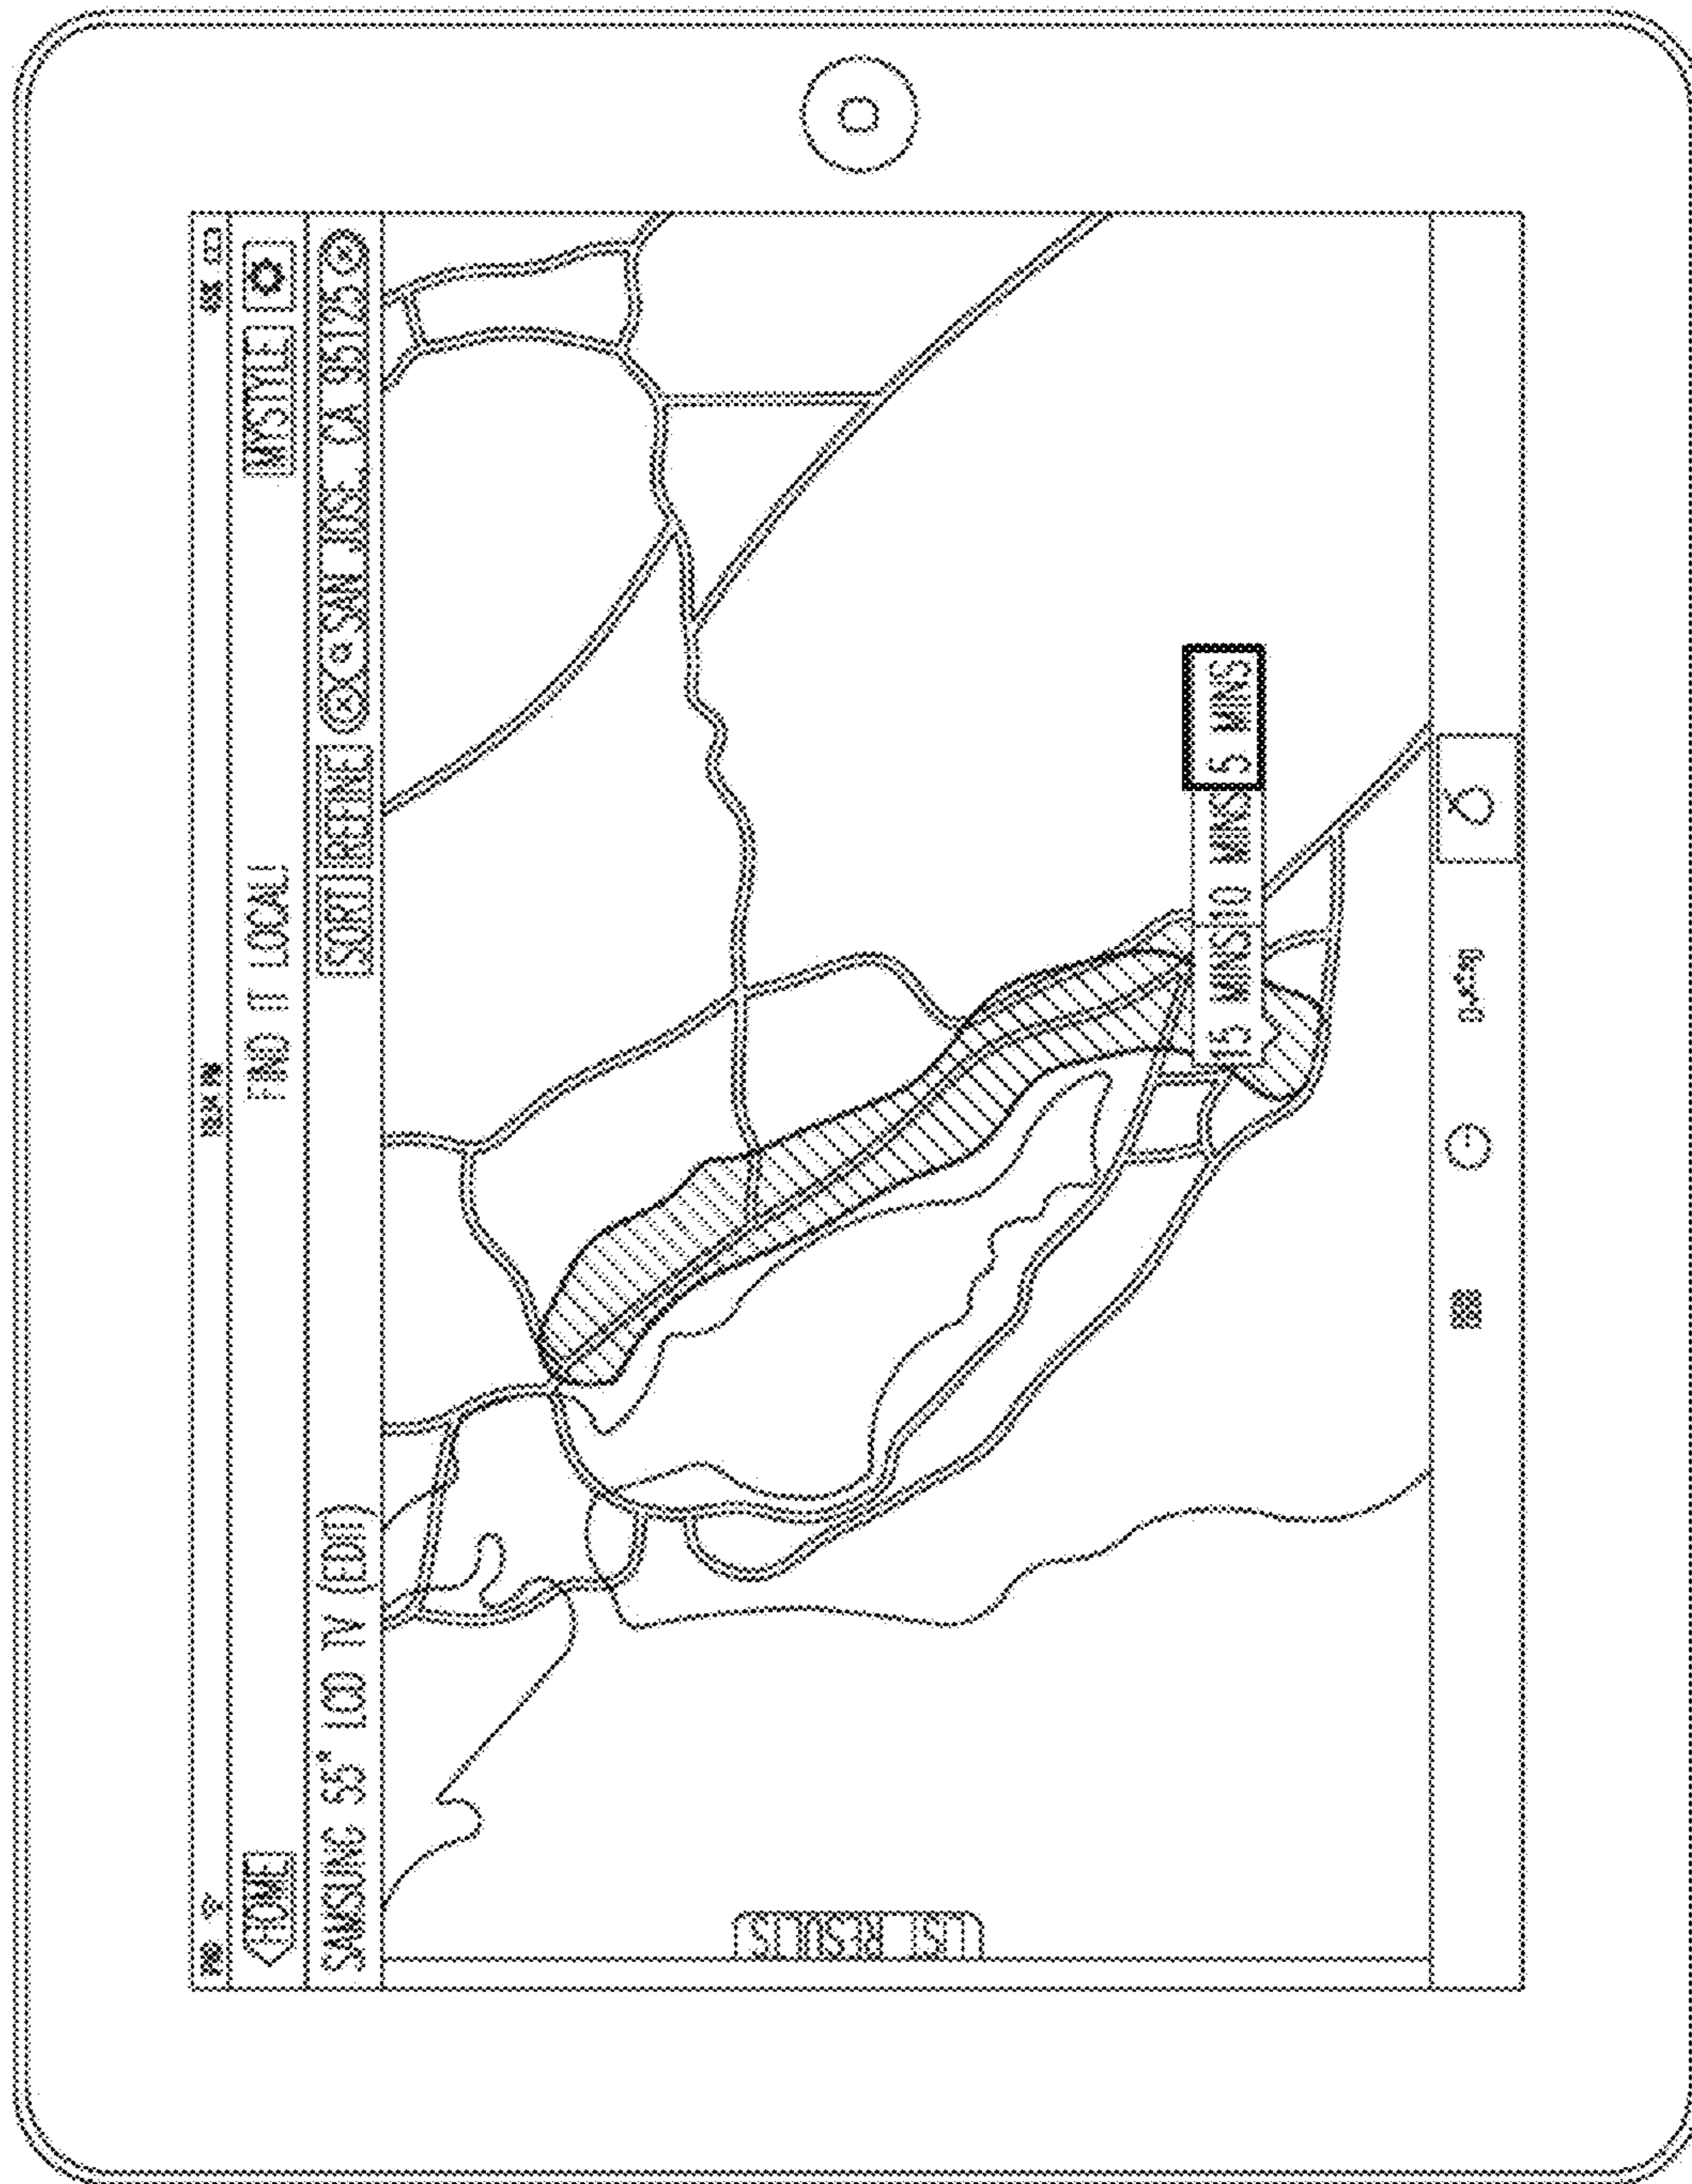 FIND IT LOCAL!
HOME
MYSTYLE
SAMSUNG 55" LCD TV (EDIT)
SORT REFINE
SAN JOSE, CA 95125
LIST RESULTS
15 MINS 10 MINS 5 MINS